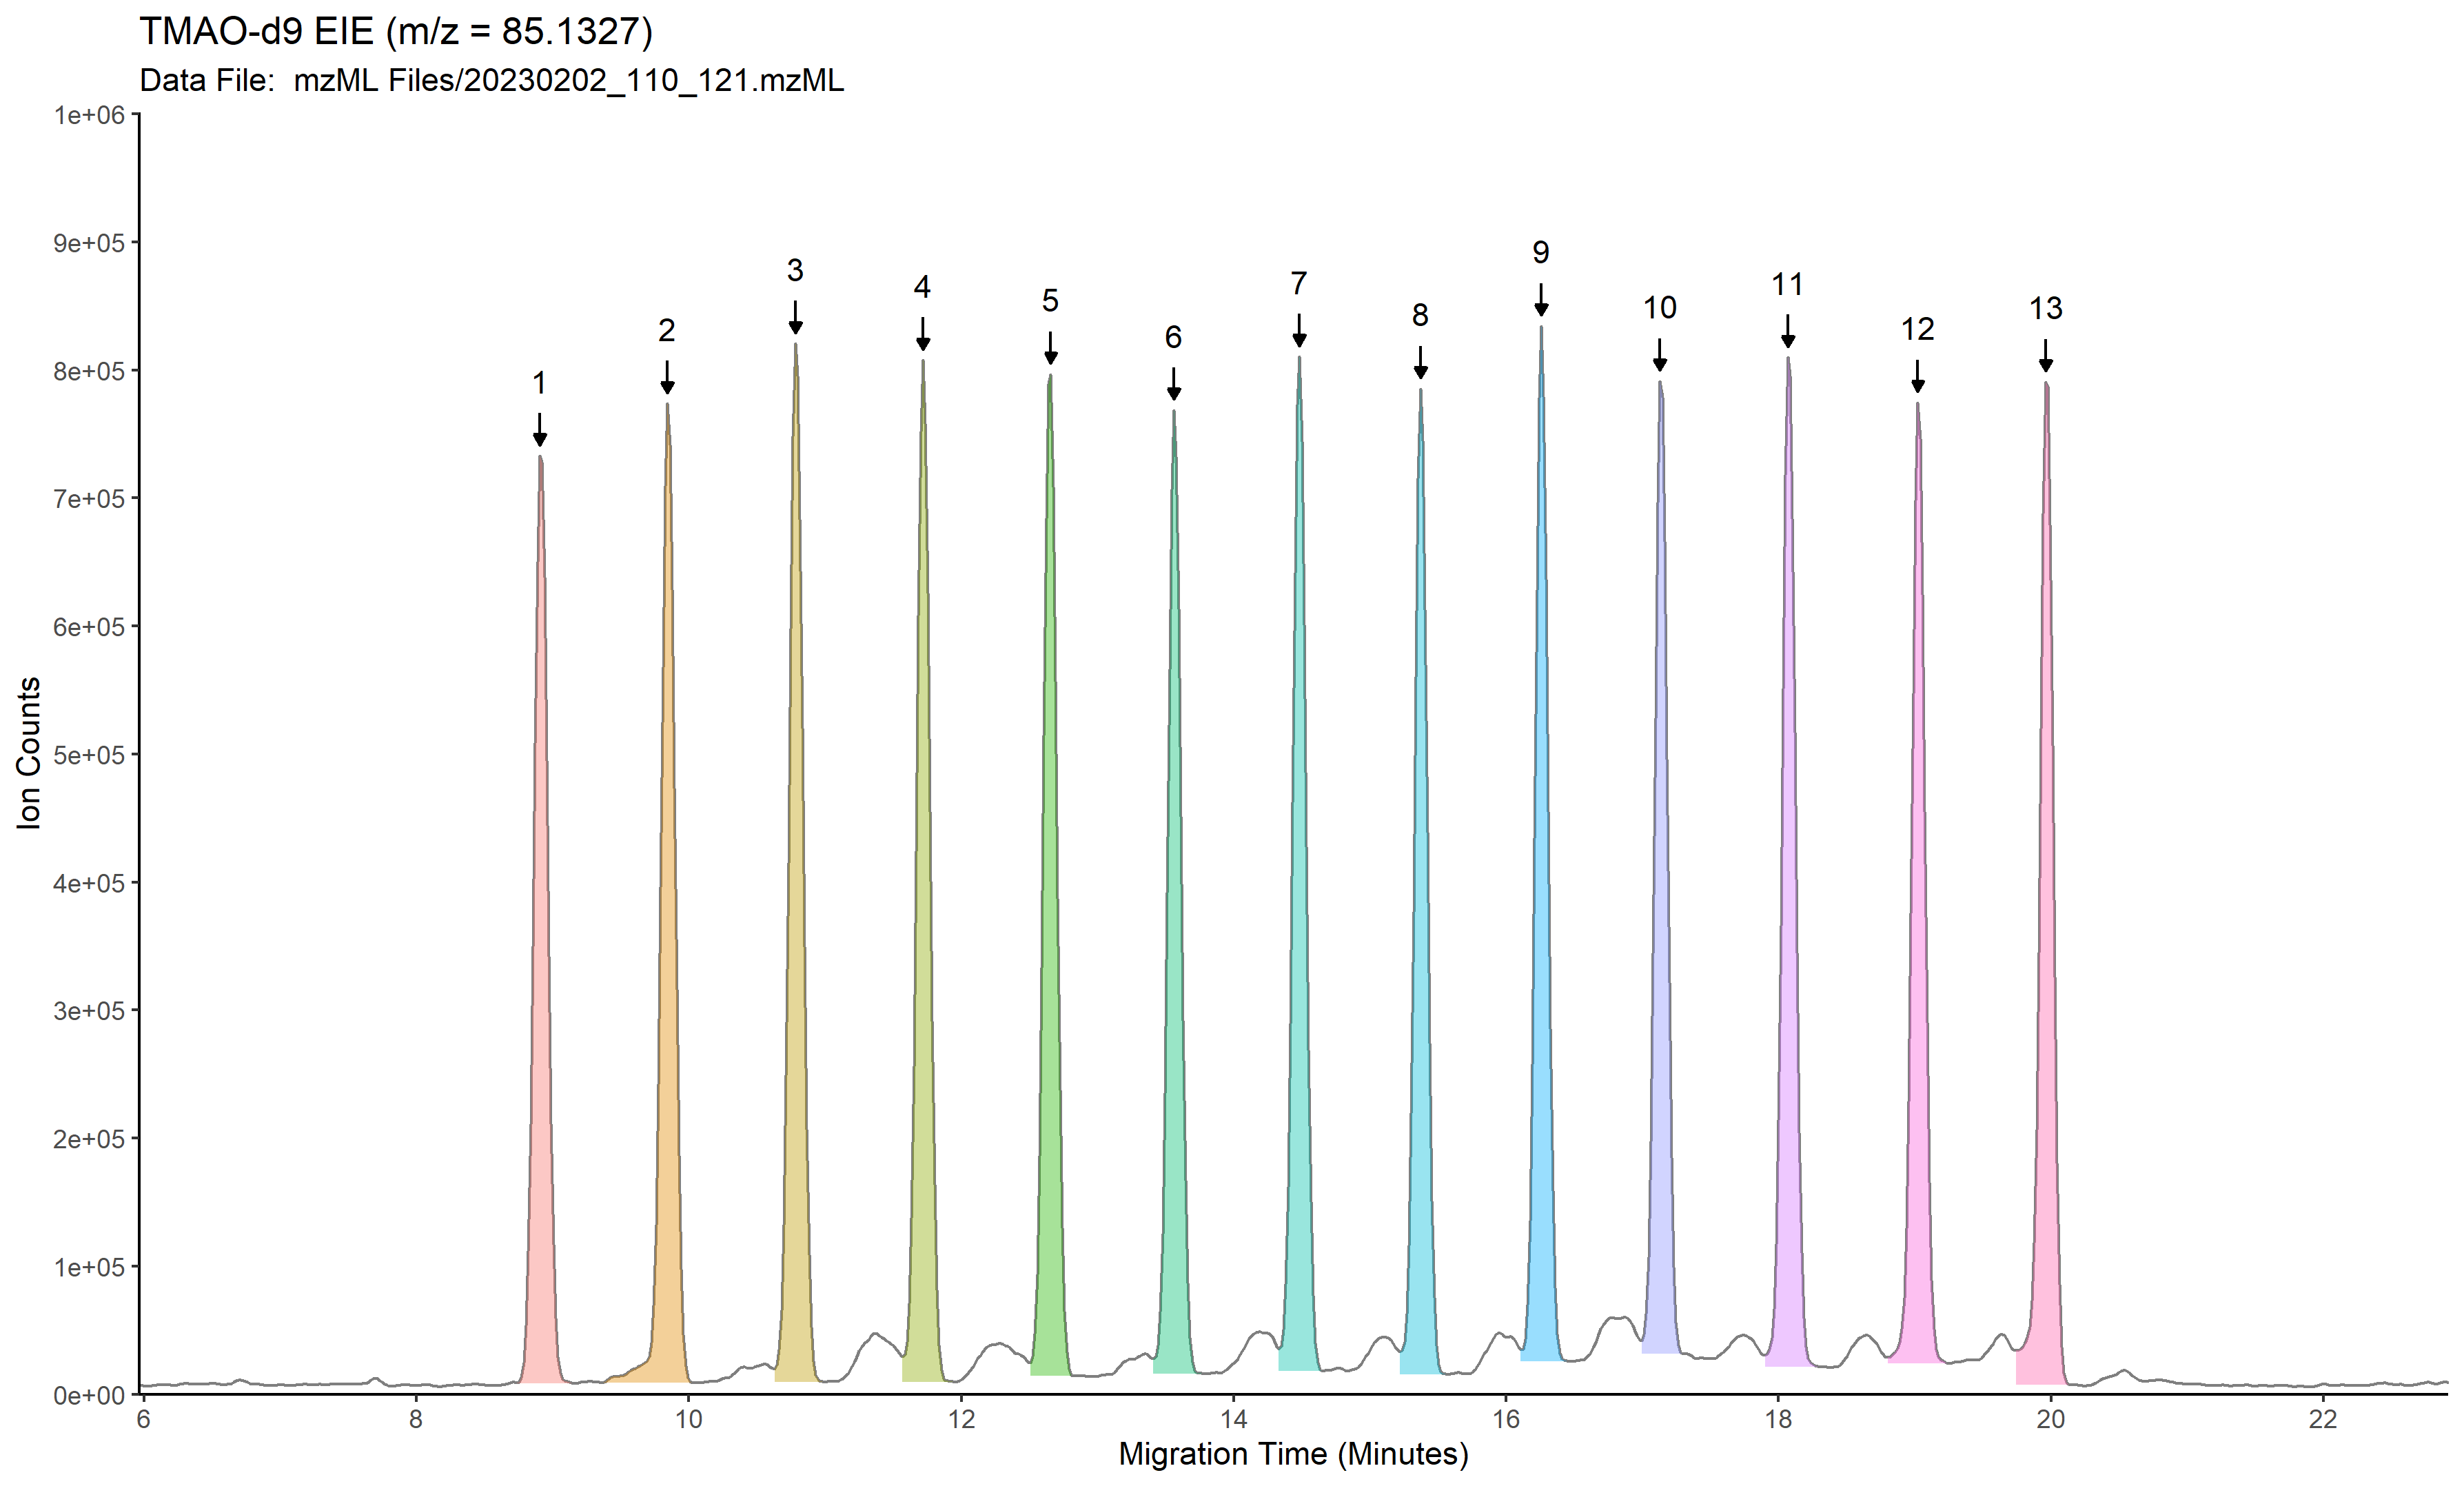 TMAO-d9 EIE (m/z = 85.1327)
Data File:  mzML Files/20230202_110_121.mzML
1e+06
9e+05
8e+05
7e+05
6e+05
5e+05
4e+05
3e+05
2e+05
1e+05
0e+00
Ion Counts
1
2
3
4
5
6
7
8
9
10
11
12
13
6
8
10
12
14
16
18
20
22
Migration Time (Minutes)